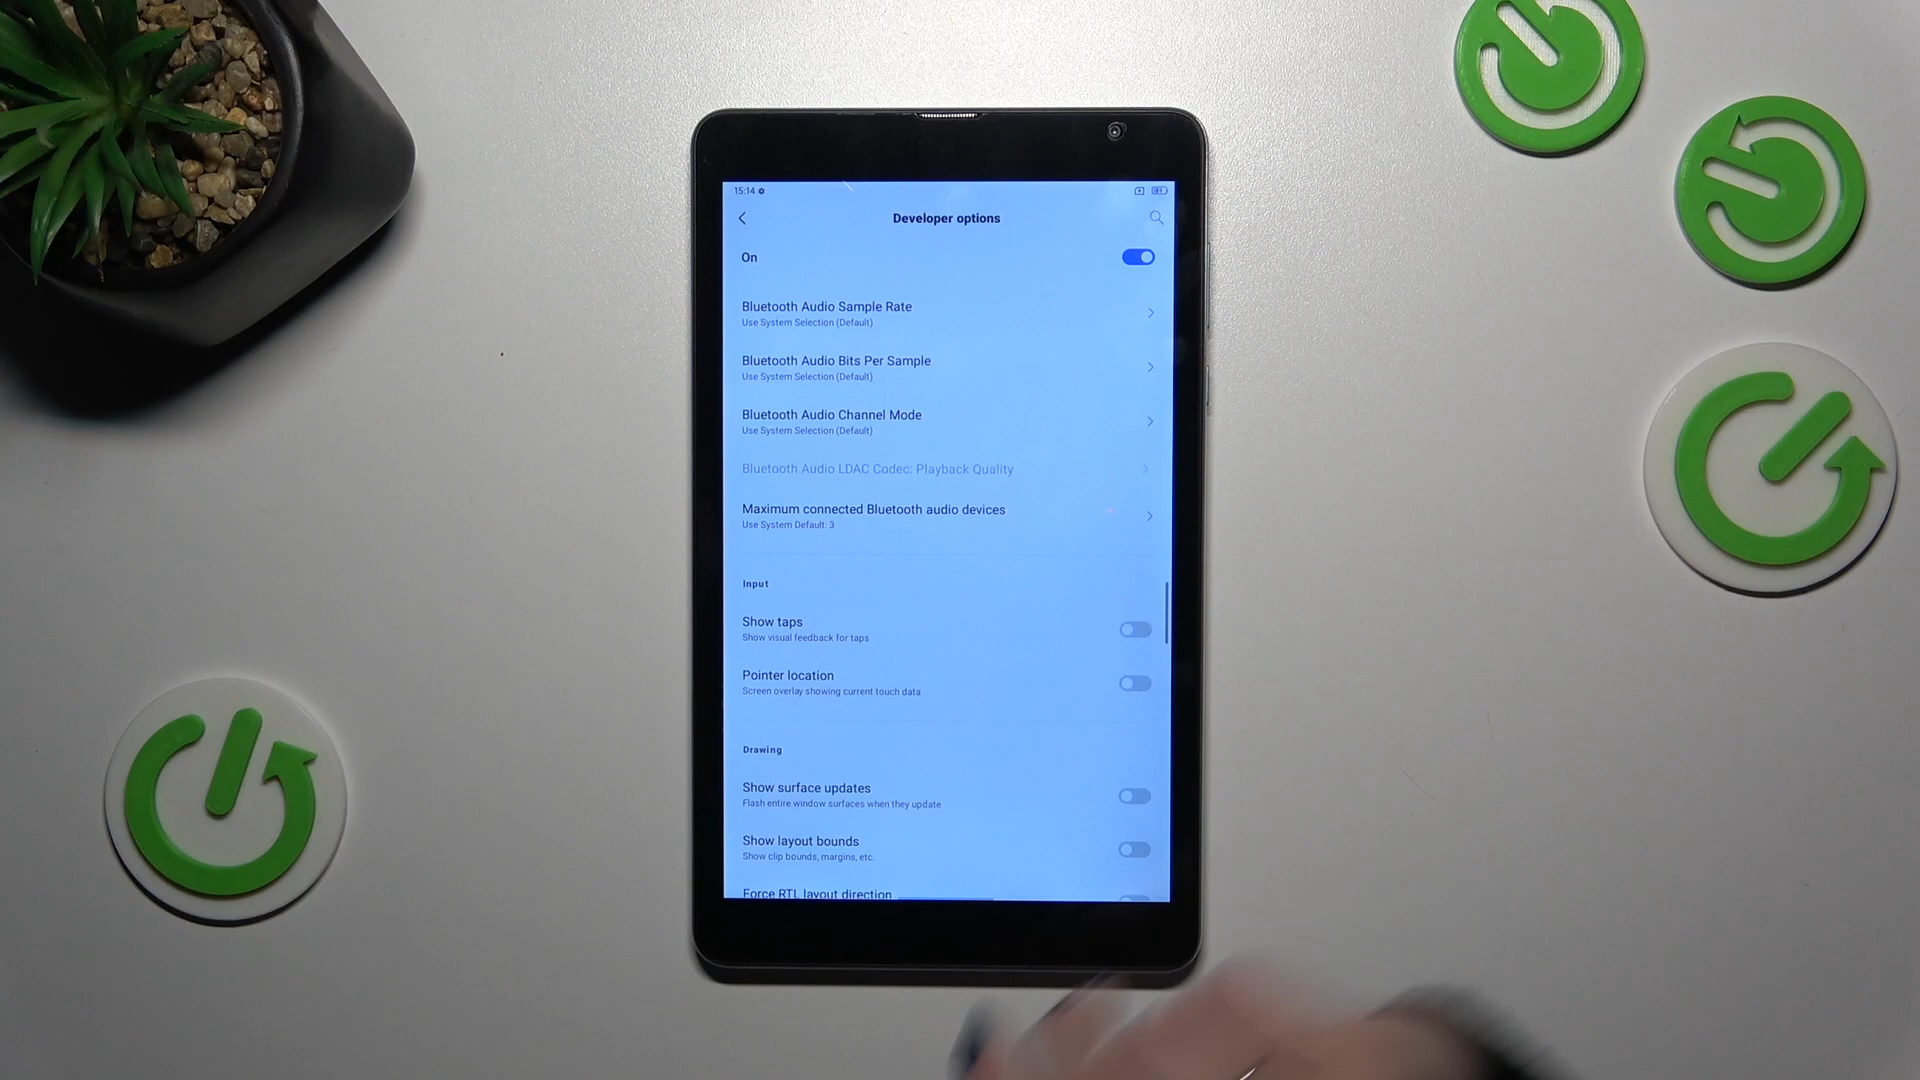 15:14
Developer options
On
Bluetooth Audio Sample Rate
Use System Selection (Default)
Bluetooth Audio Bits Per Sample
Use System Selection (Default)
Bluetooth Audio Channel Mode
Use System Selection (Default)
Bluetooth Audio LDAC Codec: Playback Quality
Maximum connected Bluetooth audio devices
Use System Default: 3
Input
Show taps
Show visual feedback for taps
Pointer location
Screen overlay showing current touch data
Drawing
Show surface updates
Flash entire window surfaces when they update
Show layout bounds
Show clip bounds, margins, etc.
Force RTL layout direction